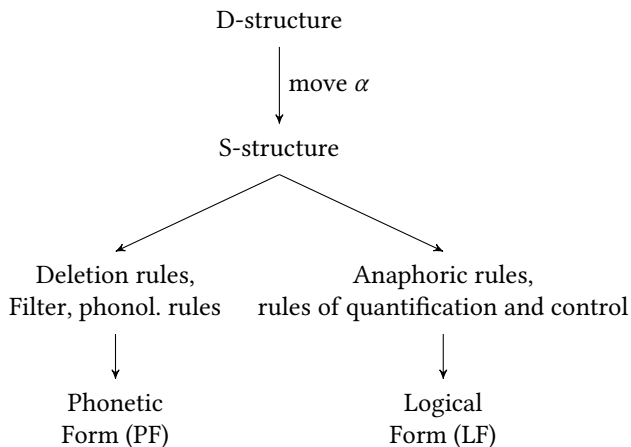 D-structure
move α
S-structure
Deletion rules,
Filter, phonol. rules
Anaphoric rules,
rules of quantification and control
Phonetic
Form (PF)
Logical
Form (LF)